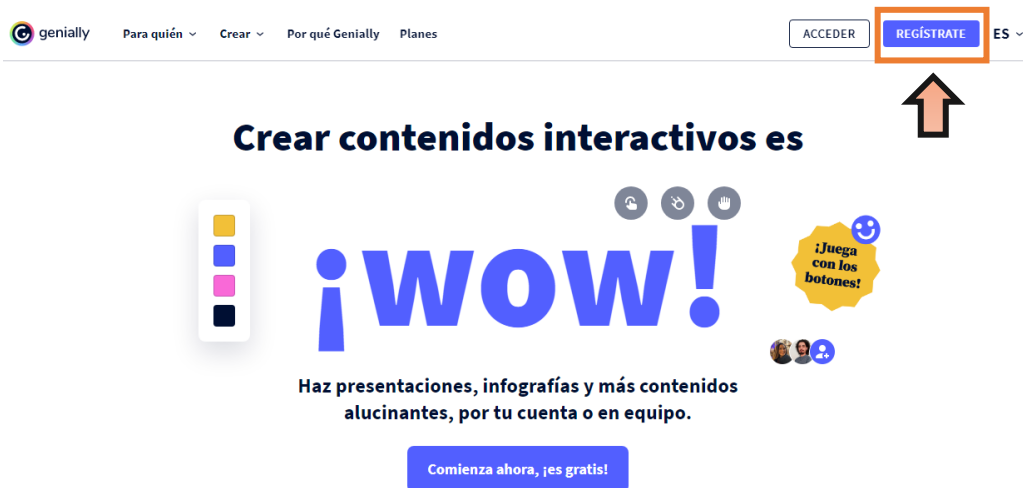 genially
Para quién
Crear
Por qué Genially
Planes
ACCEDER
REGÍSTRATE
ES
Crear contenidos interactivos es
¡wow!
¡Juega
con los
botones!
Haz presentaciones, infografías y más contenidos
alucinantes, por tu cuenta o en equipo.
Comienza ahora, ¡es gratis!